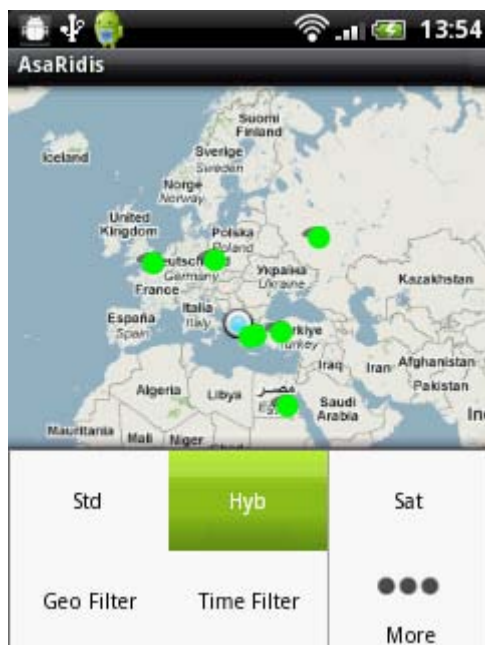 13:54
AsaRidis
Suomi
Finland
Iceland
Sverige
Sweden
Norge
Norway
United
Kingdom
Polska
Poland
Germany
Україна
Ukraine
Kazakhstan
France
Italia
Italy
España
Spain
Turkey
Iraq
Iran
Afghanistan
Pakistan
Algeria
Libya
مصر
Saudi
Arabia
Mauritania
Mali
Niger
Std
Hyb
Sat
Geo Filter
Time Filter
More